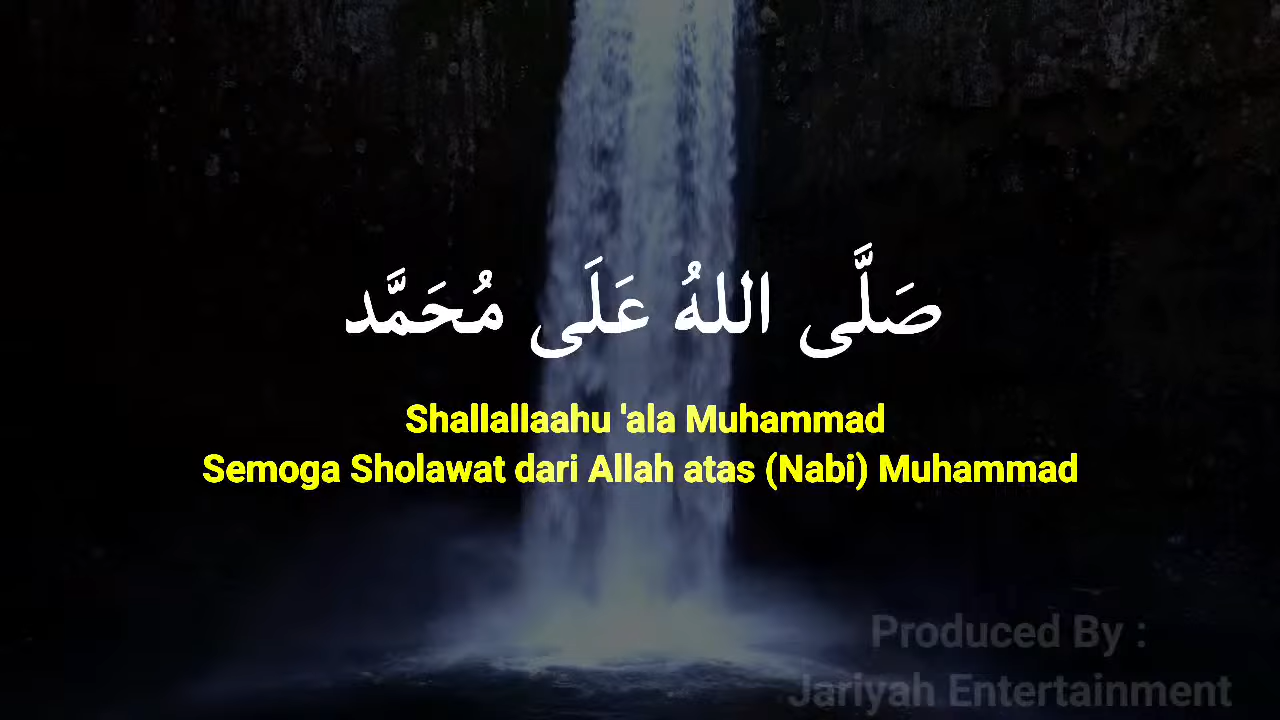 صَلَّى اللهُ عَلَى مُحَمَّد
Shallallaahu 'ala Muhammad
Semoga Sholawat dari Allah atas (Nabi) Muhammad
Produced By :
Jariyah Entertainment